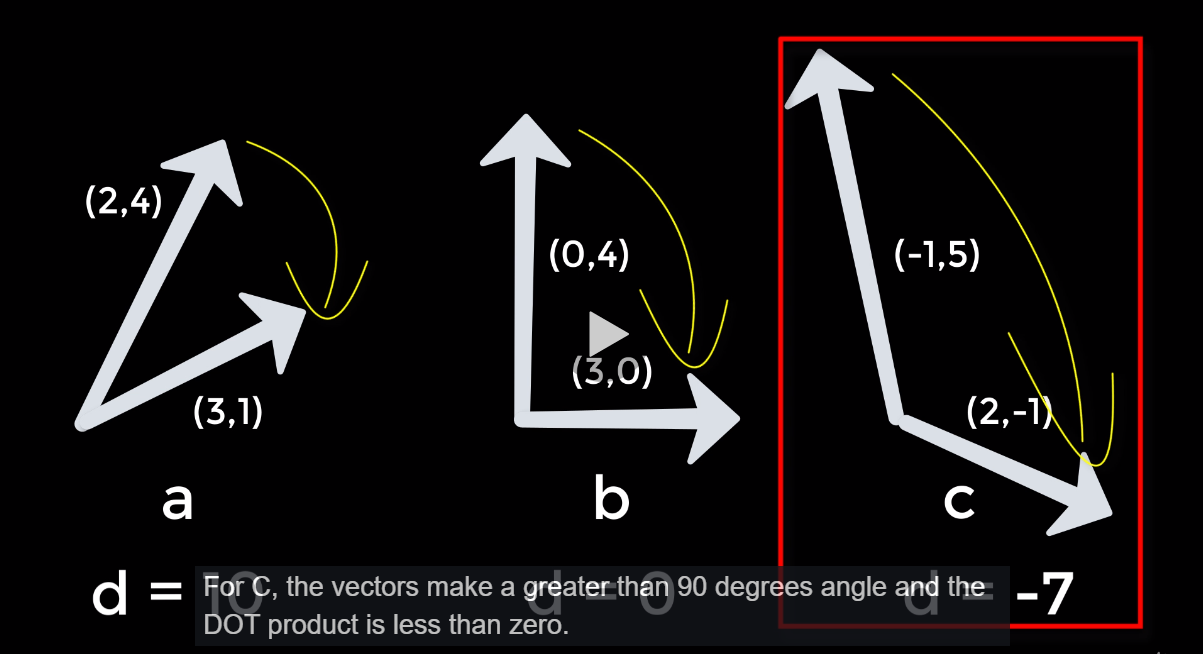 (2,4)
(3,1)
a
d = 10
(0,4)
(3,0)
b
d = 0
(-1,5)
(2,-1)
c
d = -7
For C, the vectors make a greater than 90 degrees angle and the
DOT product is less than zero.